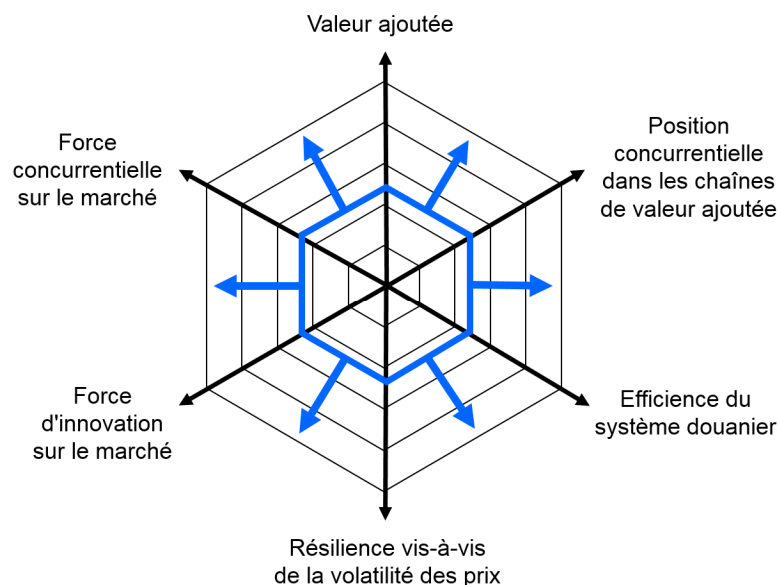 Valeur ajoutée
Force
concurrentielle
sur le marché
Position
concurrentielle
dans les chaînes
de valeur ajoutée
Force
d'innovation
sur le marché
Efficience du
système douanier
Résilience vis-à-vis
de la volatilité des prix